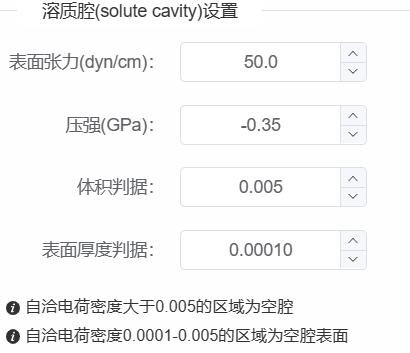 溶质腔(solute cavity)设置
表面张力(dyn/cm): 50.0
压强(GPa): -0.35
体积判据: 0.005
表面厚度判据: 0.00010
自洽电荷密度大于0.005的区域为空腔
自洽电荷密度0.0001-0.005的区域为空腔表面